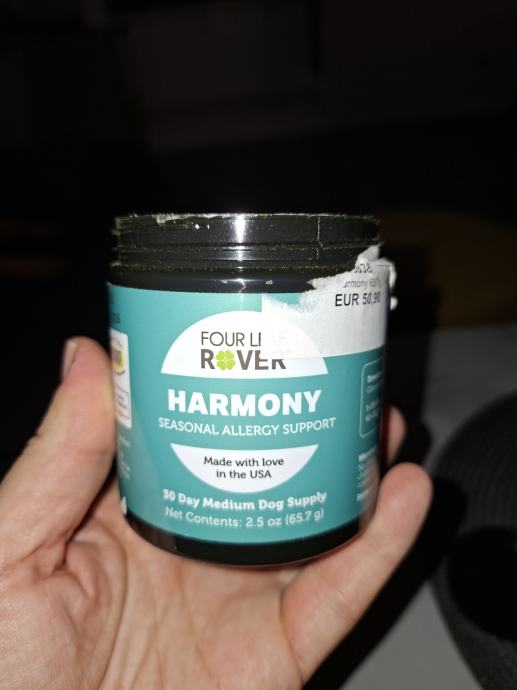 EUR 50,90
FOUR LE
ROVER
HARMONY
SEASONAL ALLERGY SUPPORT
Made with love
in the USA
30 Day Medium Dog Supply
Net Contents: 2.5 oz (65.7 g)